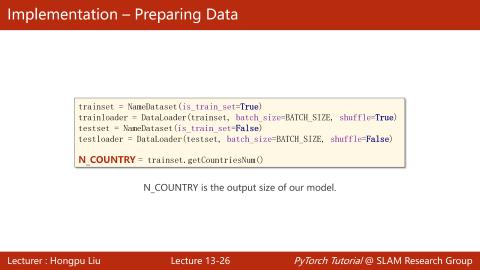 Implementation – Preparing Data
trainset = NameDataset(is_train_set=True)
trainloader = DataLoader(trainset, batch_size=BATCH_SIZE, shuffle=True)
testset = NameDataset(is_train_set=False)
testloader = DataLoader(testset, batch_size=BATCH_SIZE, shuffle=False)
N_COUNTRY = trainset.getCountriesNum()
N_COUNTRY is the output size of our model.
Lecturer : Hongpu Liu Lecture 13-26 PyTorch Tutorial @ SLAM Research Group